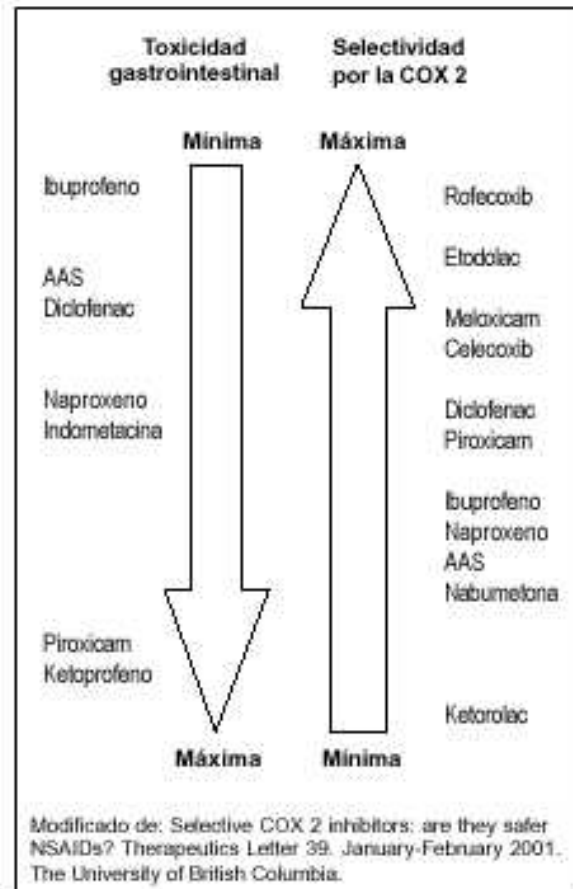 Toxicidad
gastrointestinal
Selectividad
por la COX 2
Mínima
Máxima
Ibuprofeno
AAS
Diclofenac
Naproxeno
Indometacina
Piroxicam
Ketoprofeno
Rofecoxib
Etodolac
Meloxicam
Celecoxib
Diclofenac
Piroxicam
Ibuprofeno
Naproxeno
AAS
Nabumetona
Ketorolac
Máxima
Mínima
Modificado de: Selective COX 2 inhibitors: are they safer
NSAIDs? Therapeutics Letter 39. January-February 2001.
The University of British Columbia.